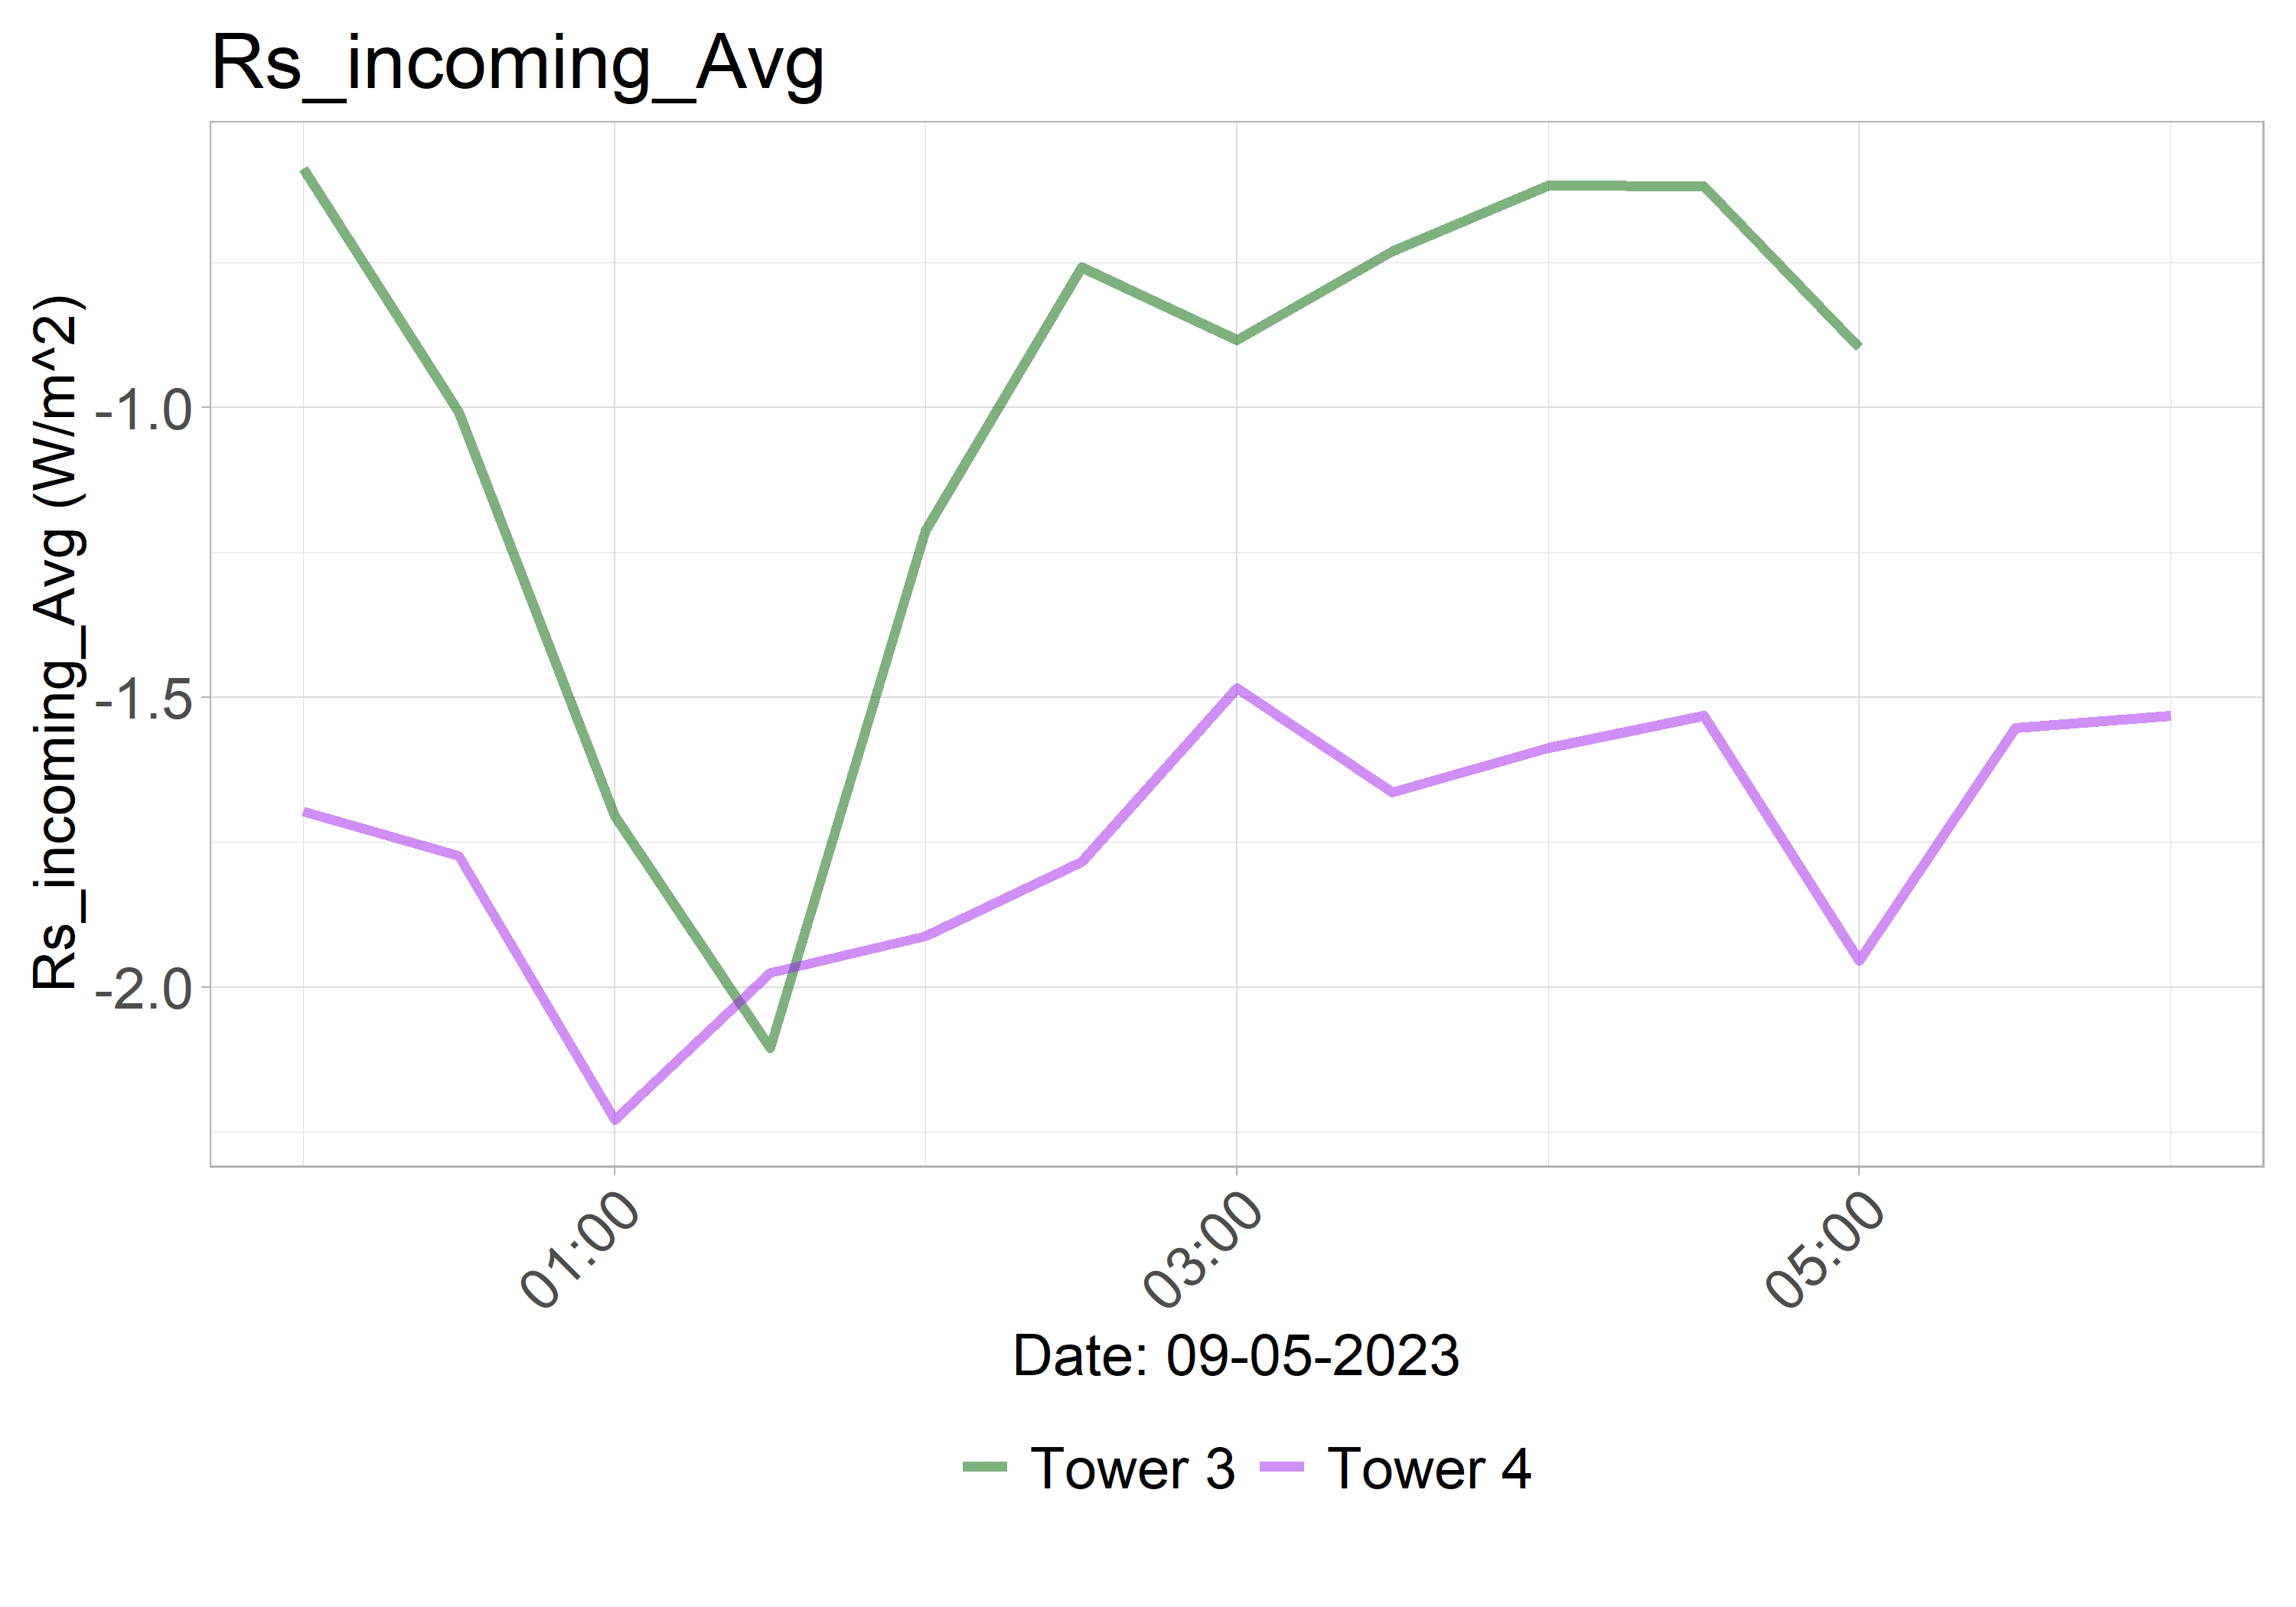 Rs_incoming_Avg
Rs_incoming_Avg (W/m^2)
-1.0
-1.5
-2.0
01:00
03:00
05:00
Date: 09-05-2023
Tower 3
Tower 4